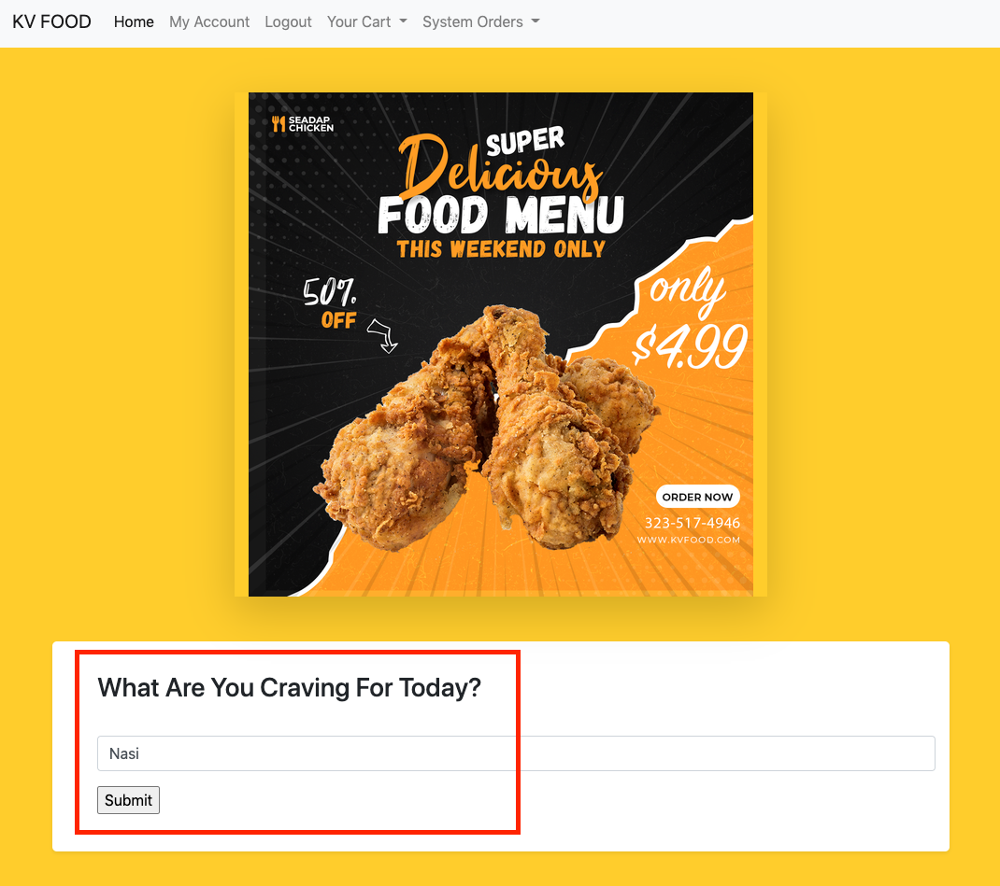 KV FOOD Home My Account Logout Your Cart System Orders
SEADAP
CHICKEN
SUPER
Delicious
FOOD MENU
THIS WEEKEND ONLY
50%
OFF
only
$4.99
ORDER NOW
323-517-4946
WWW.KVFOOD.COM
What Are You Craving For Today?
Nasi
Submit